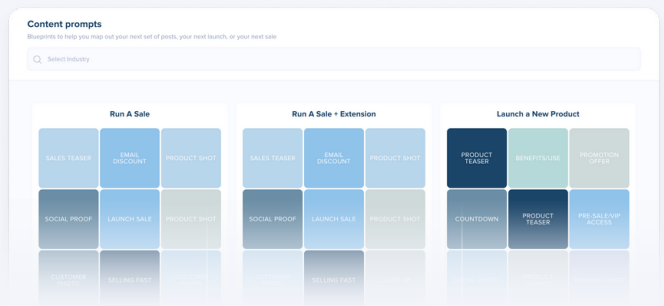 Content prompts
Blueprints to help you map out your next set of posts, your next launch, or your next sale
Select Industry
Run A Sale
SALES TEASER
EMAIL
DISCOUNT
PRODUCT SHOT
SOCIAL PROOF
LAUNCH SALE
PRODUCT SHOT
CUSTOMER
SELLING FAST
Run A Sale + Extension
SALES TEASER
EMAIL
DISCOUNT
PRODUCT SHOT
SOCIAL PROOF
LAUNCH SALE
PRODUCT SHOT
SELLING FAST
Launch a New Product
PRODUCT
TEASER
BENEFITS/USE
PROMOTION
OFFER
COUNTDOWN
PRODUCT
TEASER
PRE-SALE/VIP
ACCESS